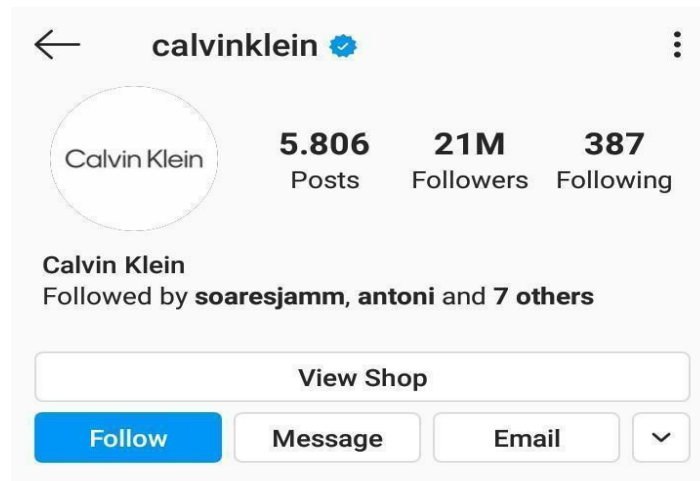 calvinklein
Calvin Klein
5.806 21M 387
Posts Followers Following
Calvin Klein
Followed by soaresjamm, antoni and 7 others
View Shop
Follow Message Email